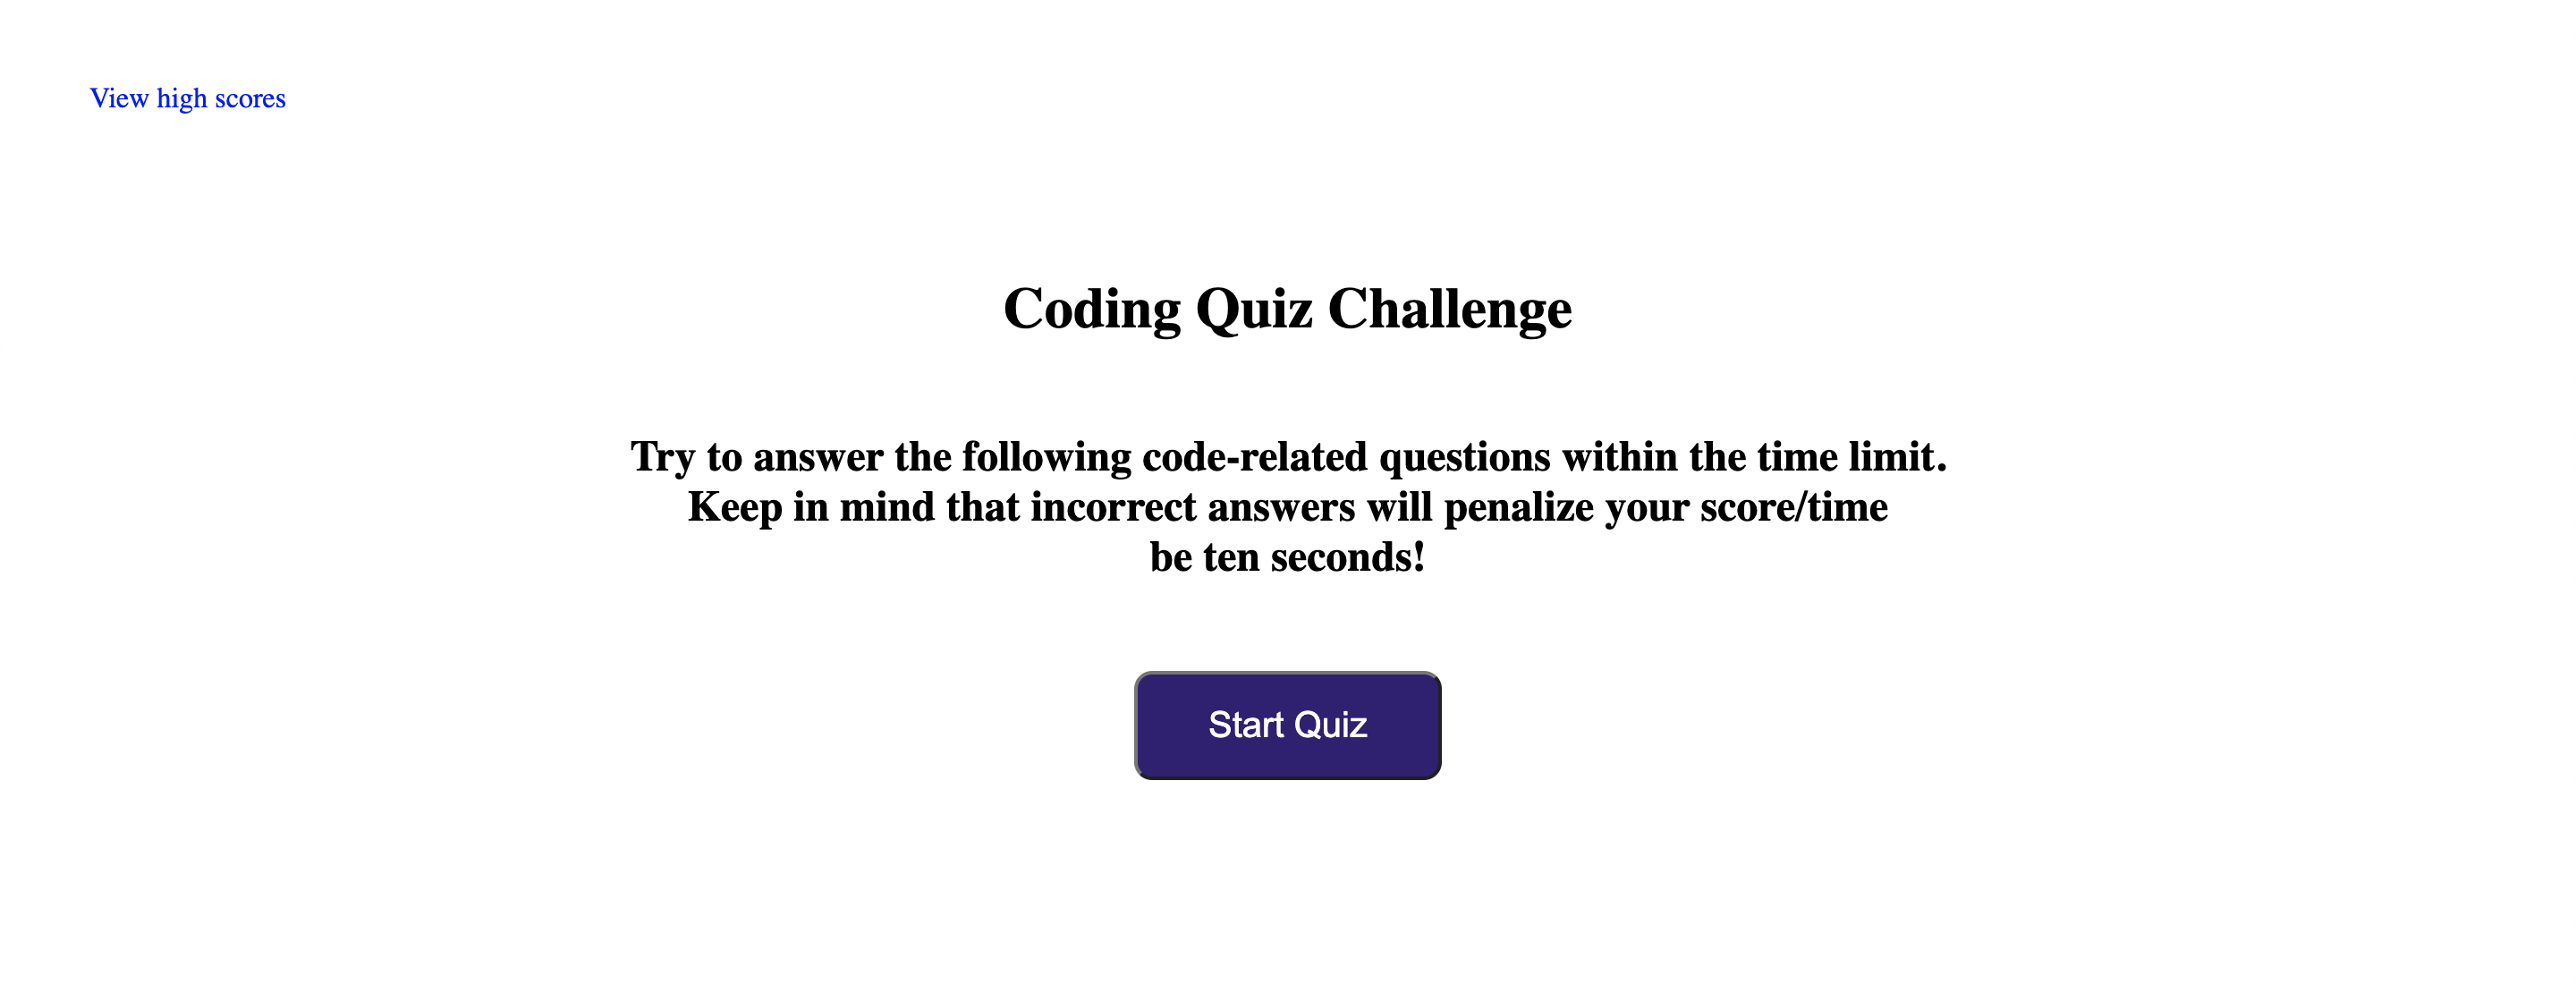 View high scores
Coding Quiz Challenge
Try to answer the following code-related questions within the time limit.
Keep in mind that incorrect answers will penalize your score/time
be ten seconds!
Start Quiz